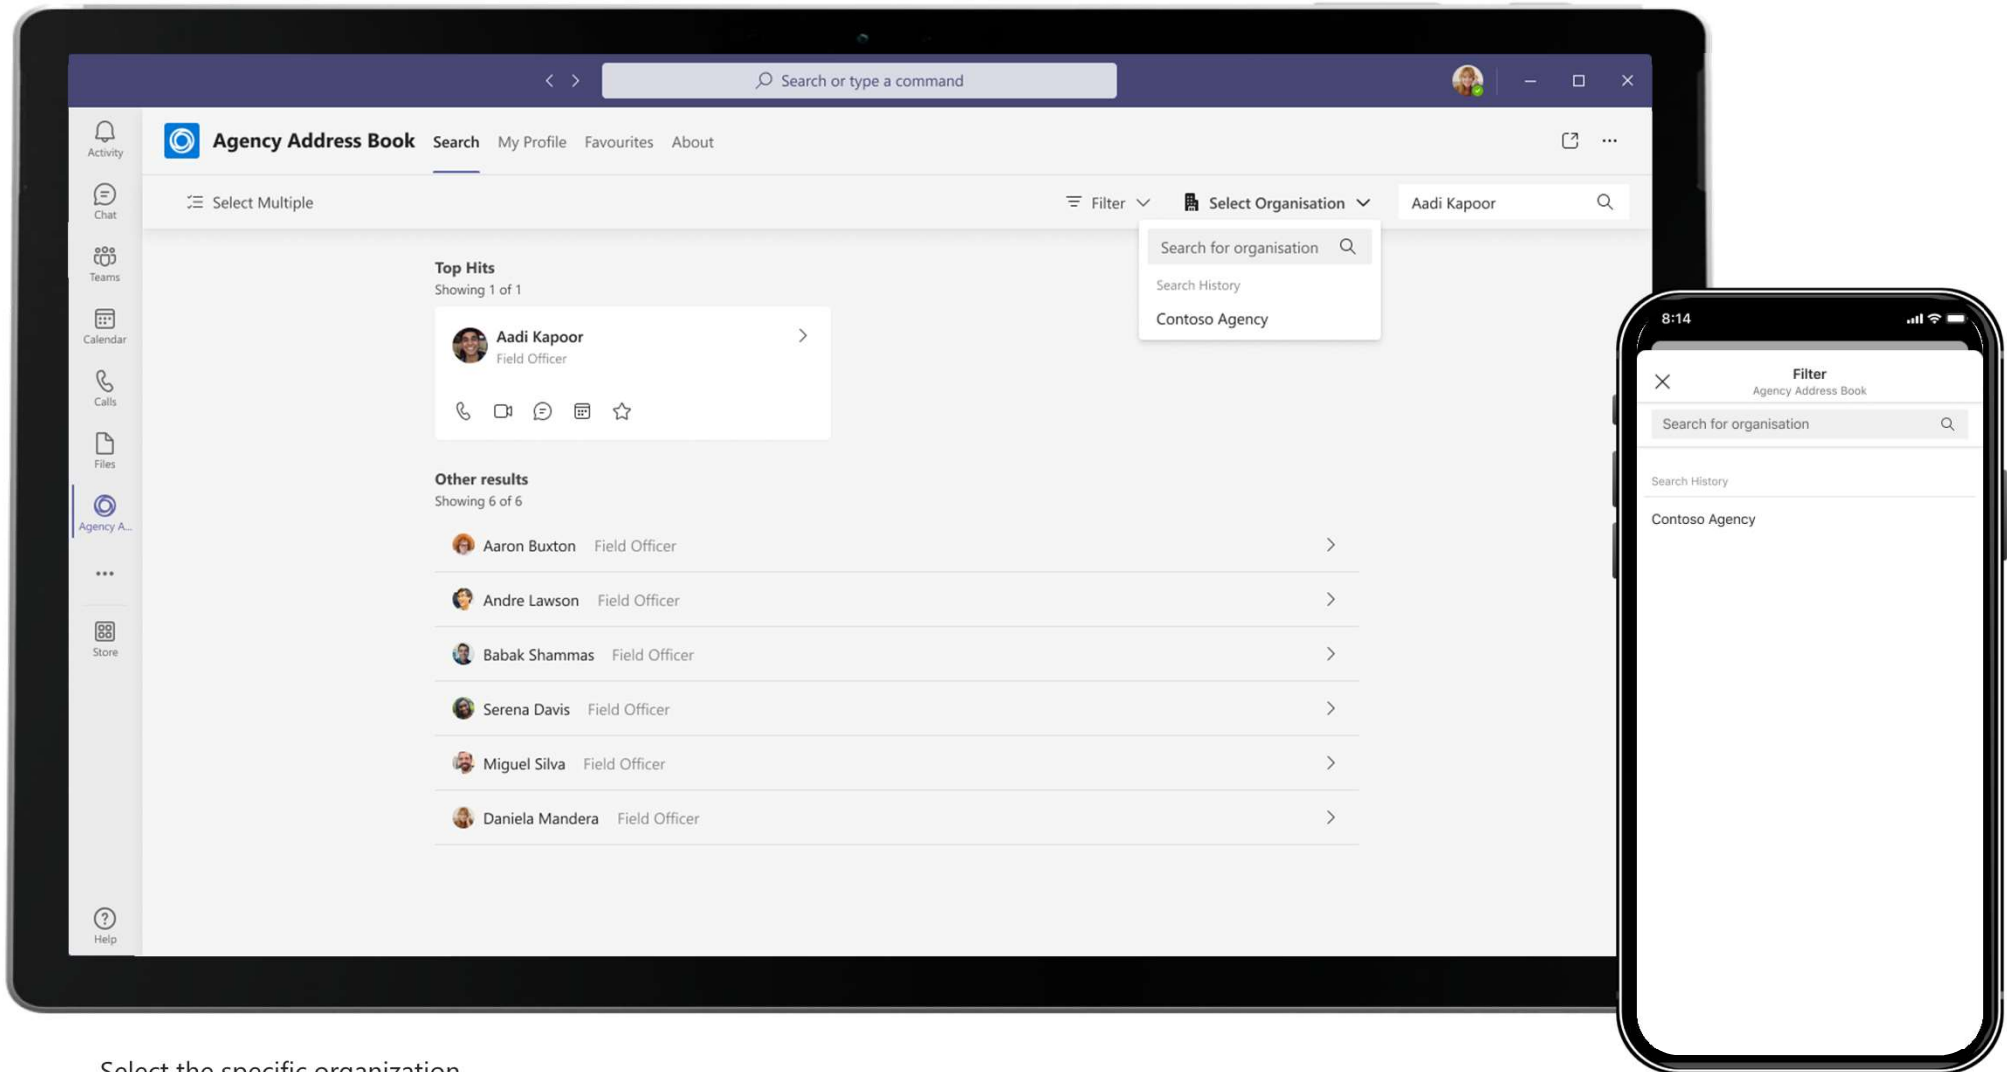 Search or type a command
Activity
Agency Address Book Search My Profile Favourites About
Chat
Select Multiple
Filter Select Organisation Aadi Kapoor
Search for organisation
Search History
Contoso Agency
Teams
Calendar
Calls
Files
Agency A...
Store
Help
Top Hits
Showing 1 of 1
Aadi Kapoor
Field Officer
Other results
Showing 6 of 6
Aaron Buxton Field Officer
Andre Lawson Field Officer
Babak Shammas Field Officer
Serena Davis Field Officer
Miguel Silva Field Officer
Daniela Mandera Field Officer
8:14
Filter
Agency Address Book
Search for organisation
Search History
Contoso Agency
Select the specific organization